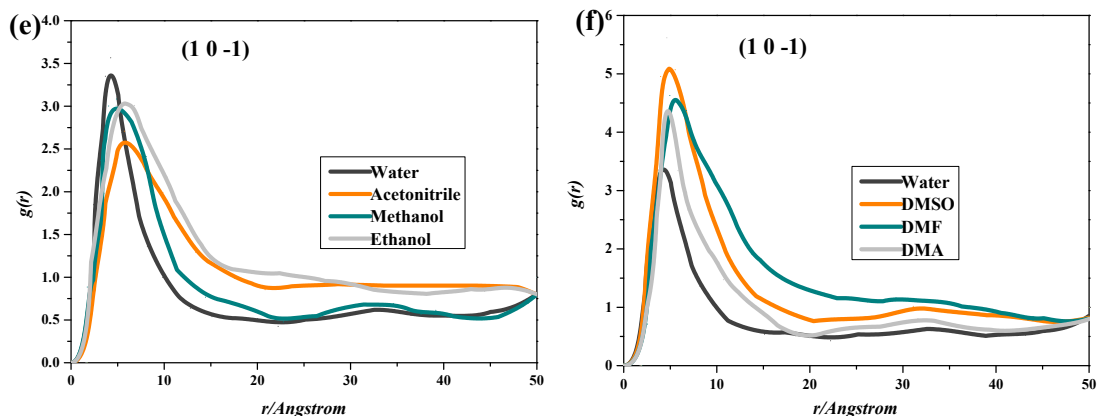 (e)
(1 0 -1)
4.0
3.5
3.0
2.5
2.0
1.5
1.0
0.5
0.0
g(r)
Water
Acetonitrile
Methanol
Ethanol
0 10 20 30 40 50
r/Angstrom
(f)
(1 0 -1)
6
5
4
3
2
1
0
g(r)
Water
DMSO
DMF
DMA
0 10 20 30 40 50
r/Angstrom